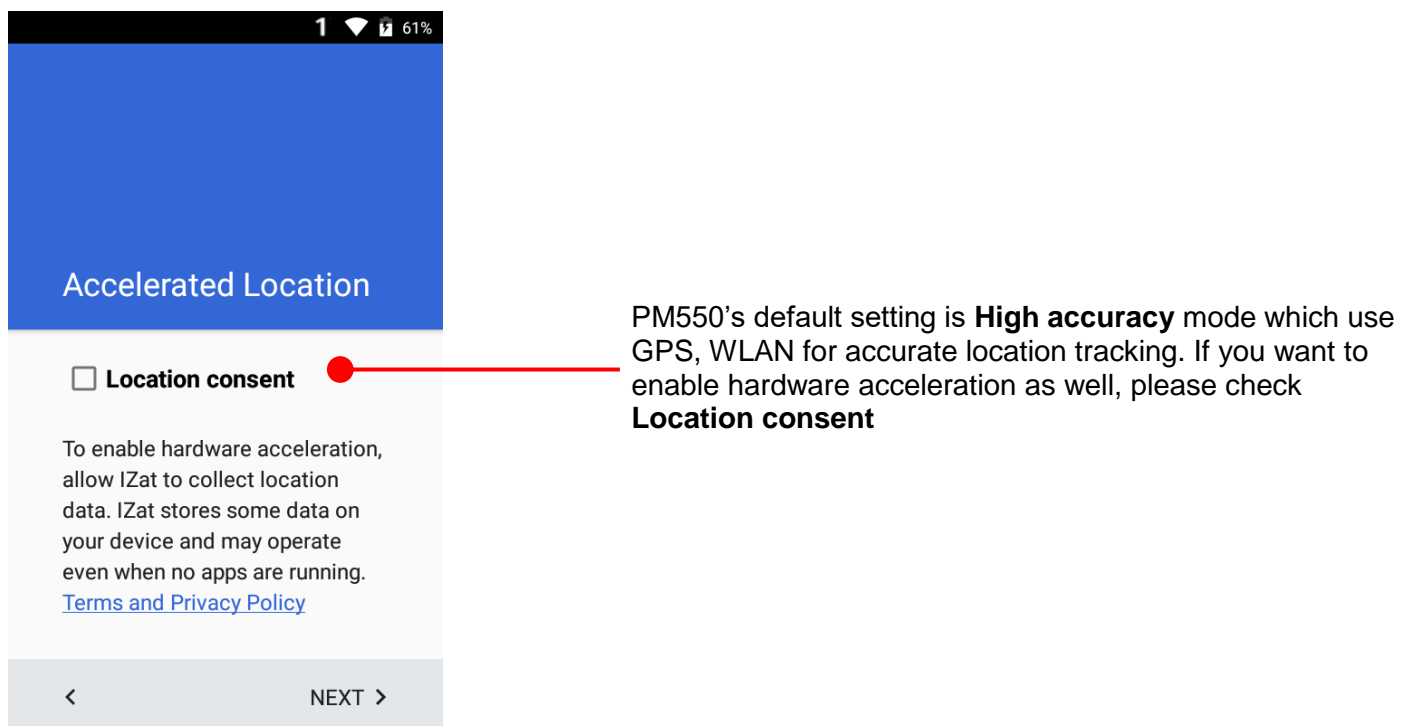 1 61%
Accelerated Location
Location consent
To enable hardware acceleration,
allow IZat to collect location
data. IZat stores some data on
your device and may operate
even when no apps are running.
Terms and Privacy Policy
< NEXT >
PM550’s default setting is High accuracy mode which use
GPS, WLAN for accurate location tracking. If you want to
enable hardware acceleration as well, please check
Location consent